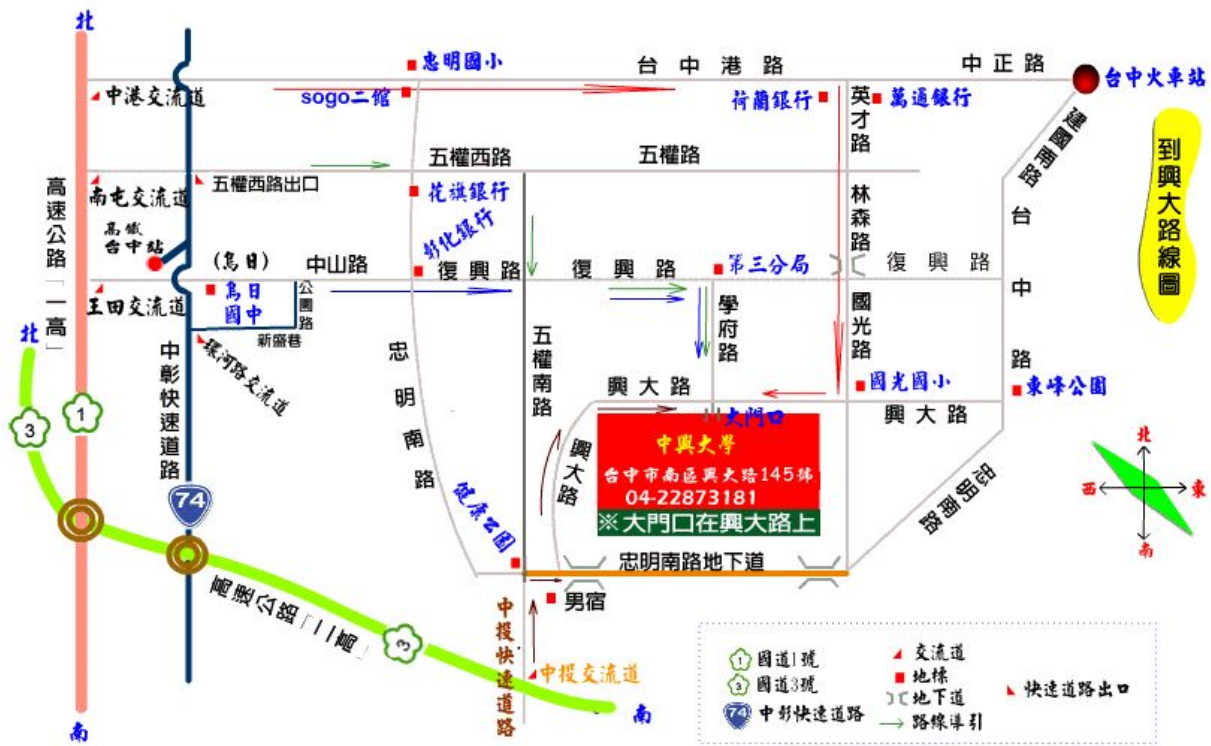 北
忠明國小
台中港路
中正路
台中火車站
中港交流道
sogo二館
荷蘭銀行
英才路
萬通銀行
建國南路
到興大路線圖
五權西路
五權路
高速公路「一高」
南屯交流道
五權西路出口
花旗銀行
林森路
台中路
高鐵
台中站
彰化銀行
(烏日)
中山路
復興路
復興路
第三分局
復興路
王田交流道
烏日
國中
公園路
新盛巷
北
環河路交流道
中彰快速道路
忠明南路
五權南路
學府路
國光路
國光國小
東峰公園
興大路
興大路
大門口
3
1
興大路
中興大學
台中市南區興大路145號
04-22873181
※大門口在興大路上
忠明南路
北
西
東
南
74
健康公園
忠明南路地下道
男宿
高速公路「二高」
3
中投快速道路
中投交流道
南
南
1
國道1號
3
國道3號
74
中彰快速道路
交流道
地標
地下道
路線導引
快速道路出口